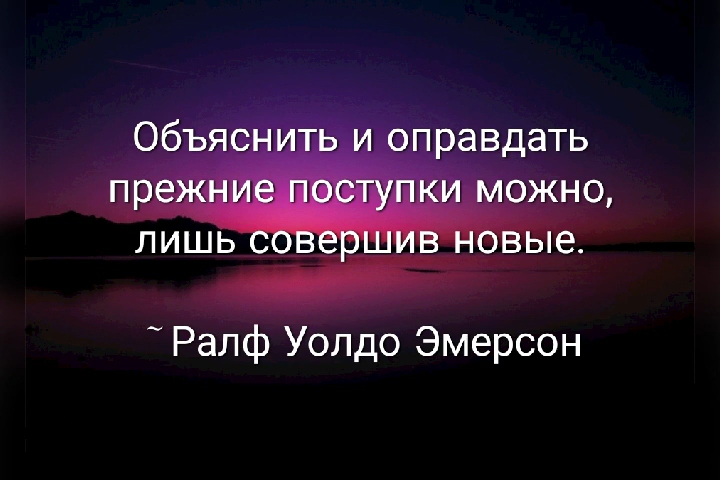 Объяснить и оправдать
прежние поступки можно,
лишь совершив новые.
~ Ралф Уолдо Эмерсон